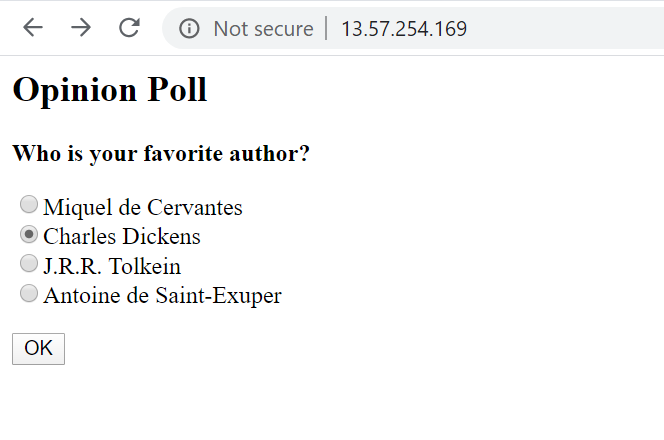 Not secure | 13.57.254.169
Opinion Poll
Who is your favorite author?
Miquel de Cervantes
Charles Dickens
J.R.R. Tolkein
Antoine de Saint-Exuper
OK